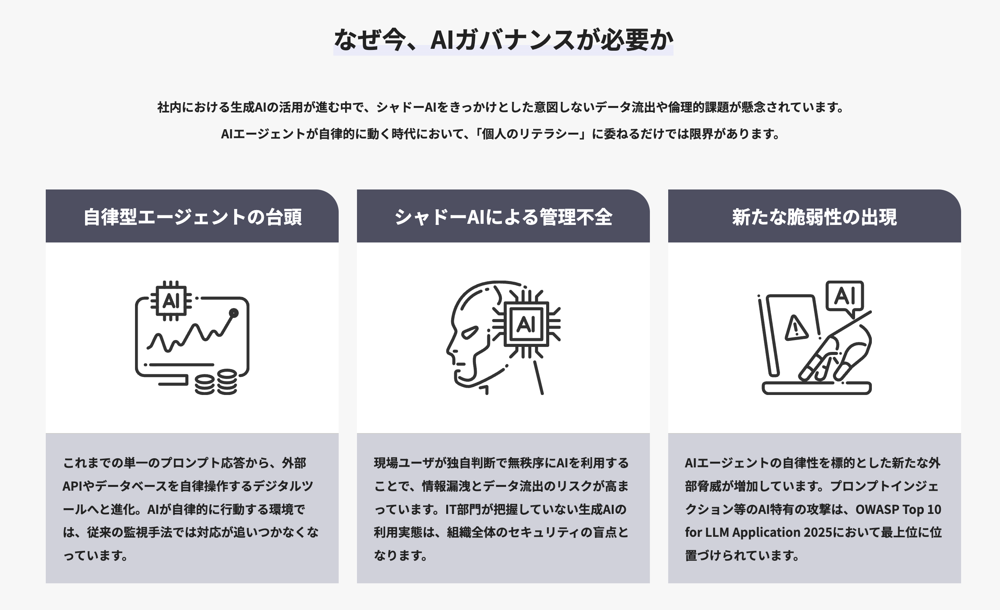 なぜ今、AIガバナンスが必要か
社内における生成AIの活用が進む中で、シャドーAIをきっかけとした意図しないデータ流出や倫理的課題が懸念されています。
AIエージェントが自律的に動く時代において、「個人のリテラシー」に委ねるだけでは限界があります。
自律型エージェントの台頭
AI
これまでの単一のプロンプト応答から、外部
APIやデータベースを自律操作するデジタルツ
ールへと進化。AIが自律的に行動する環境で
は、従来の監視手法では対応が追いつかなくな
っています。
シャドーAIによる管理不全
AI
現場ユーザが独自判断で無秩序にAIを利用する
ことで、情報漏洩とデータ流出のリスクが高ま
っています。IT部門が把握していない生成AIの
利用実態は、組織全体のセキュリティの盲点と
なります。
新たな脆弱性の出現
AI
AIエージェントの自律性を標的とした新たな外
部脅威が増加しています。プロンプトインジェ
クション等のAI特有の攻撃は、OWASP Top 10
for LLM Application 2025において最上位に位
置づけられています。